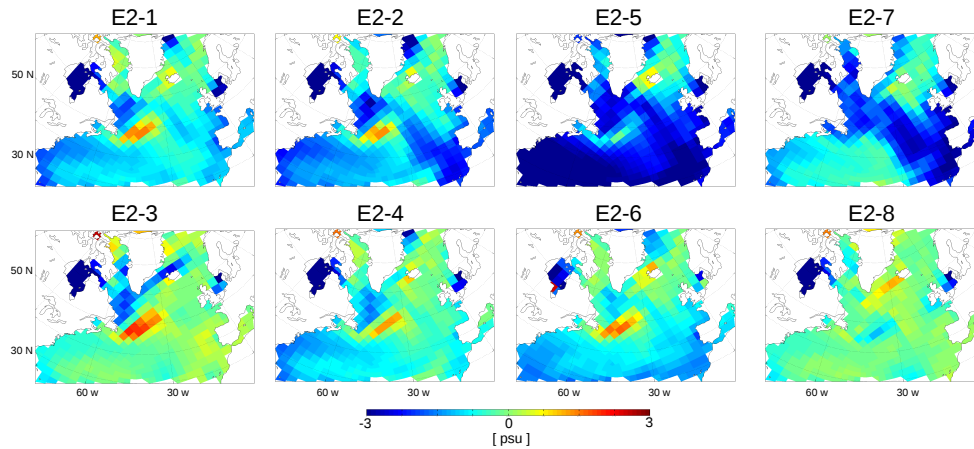 E2-1 E2-2 E2-5 E2-7
50 N
30 N
E2-3 E2-4 E2-6 E2-8
50 N
30 N
60 w 30 w 60 w 30 w 60 w 30 w 60 w 30 w
-3 0 3
[ psu ]